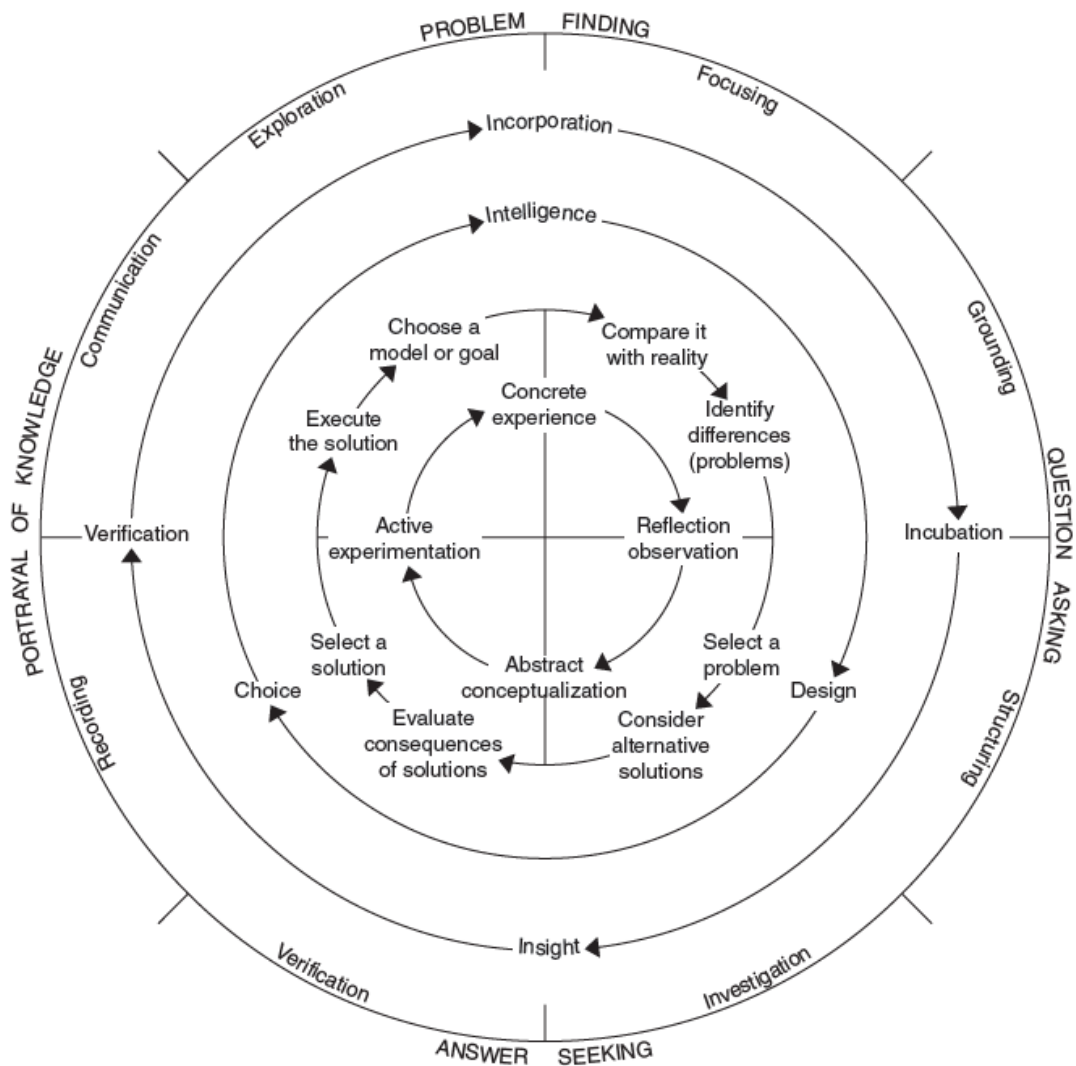 PROBLEM FINDING
Focusing
Exploration
Incorporation
Communication
Intelligence
Grounding
Choose a
model or goal
Compare it
with reality
Concrete
experience
Execute
the solution
Identify
differences
(problems)
PORTRAYAL OF KNOWLEDGE
QUESTION ASKING
Verification
Active
experimentation
Reflection
observation
Incubation
Select a
solution
Abstract
conceptualization
Select a
problem
Choice
Design
Evaluate
consequences
of solutions
Consider
alternative
solutions
Recording
Structuring
Insight
Verification
Investigation
ANSWER SEEKING